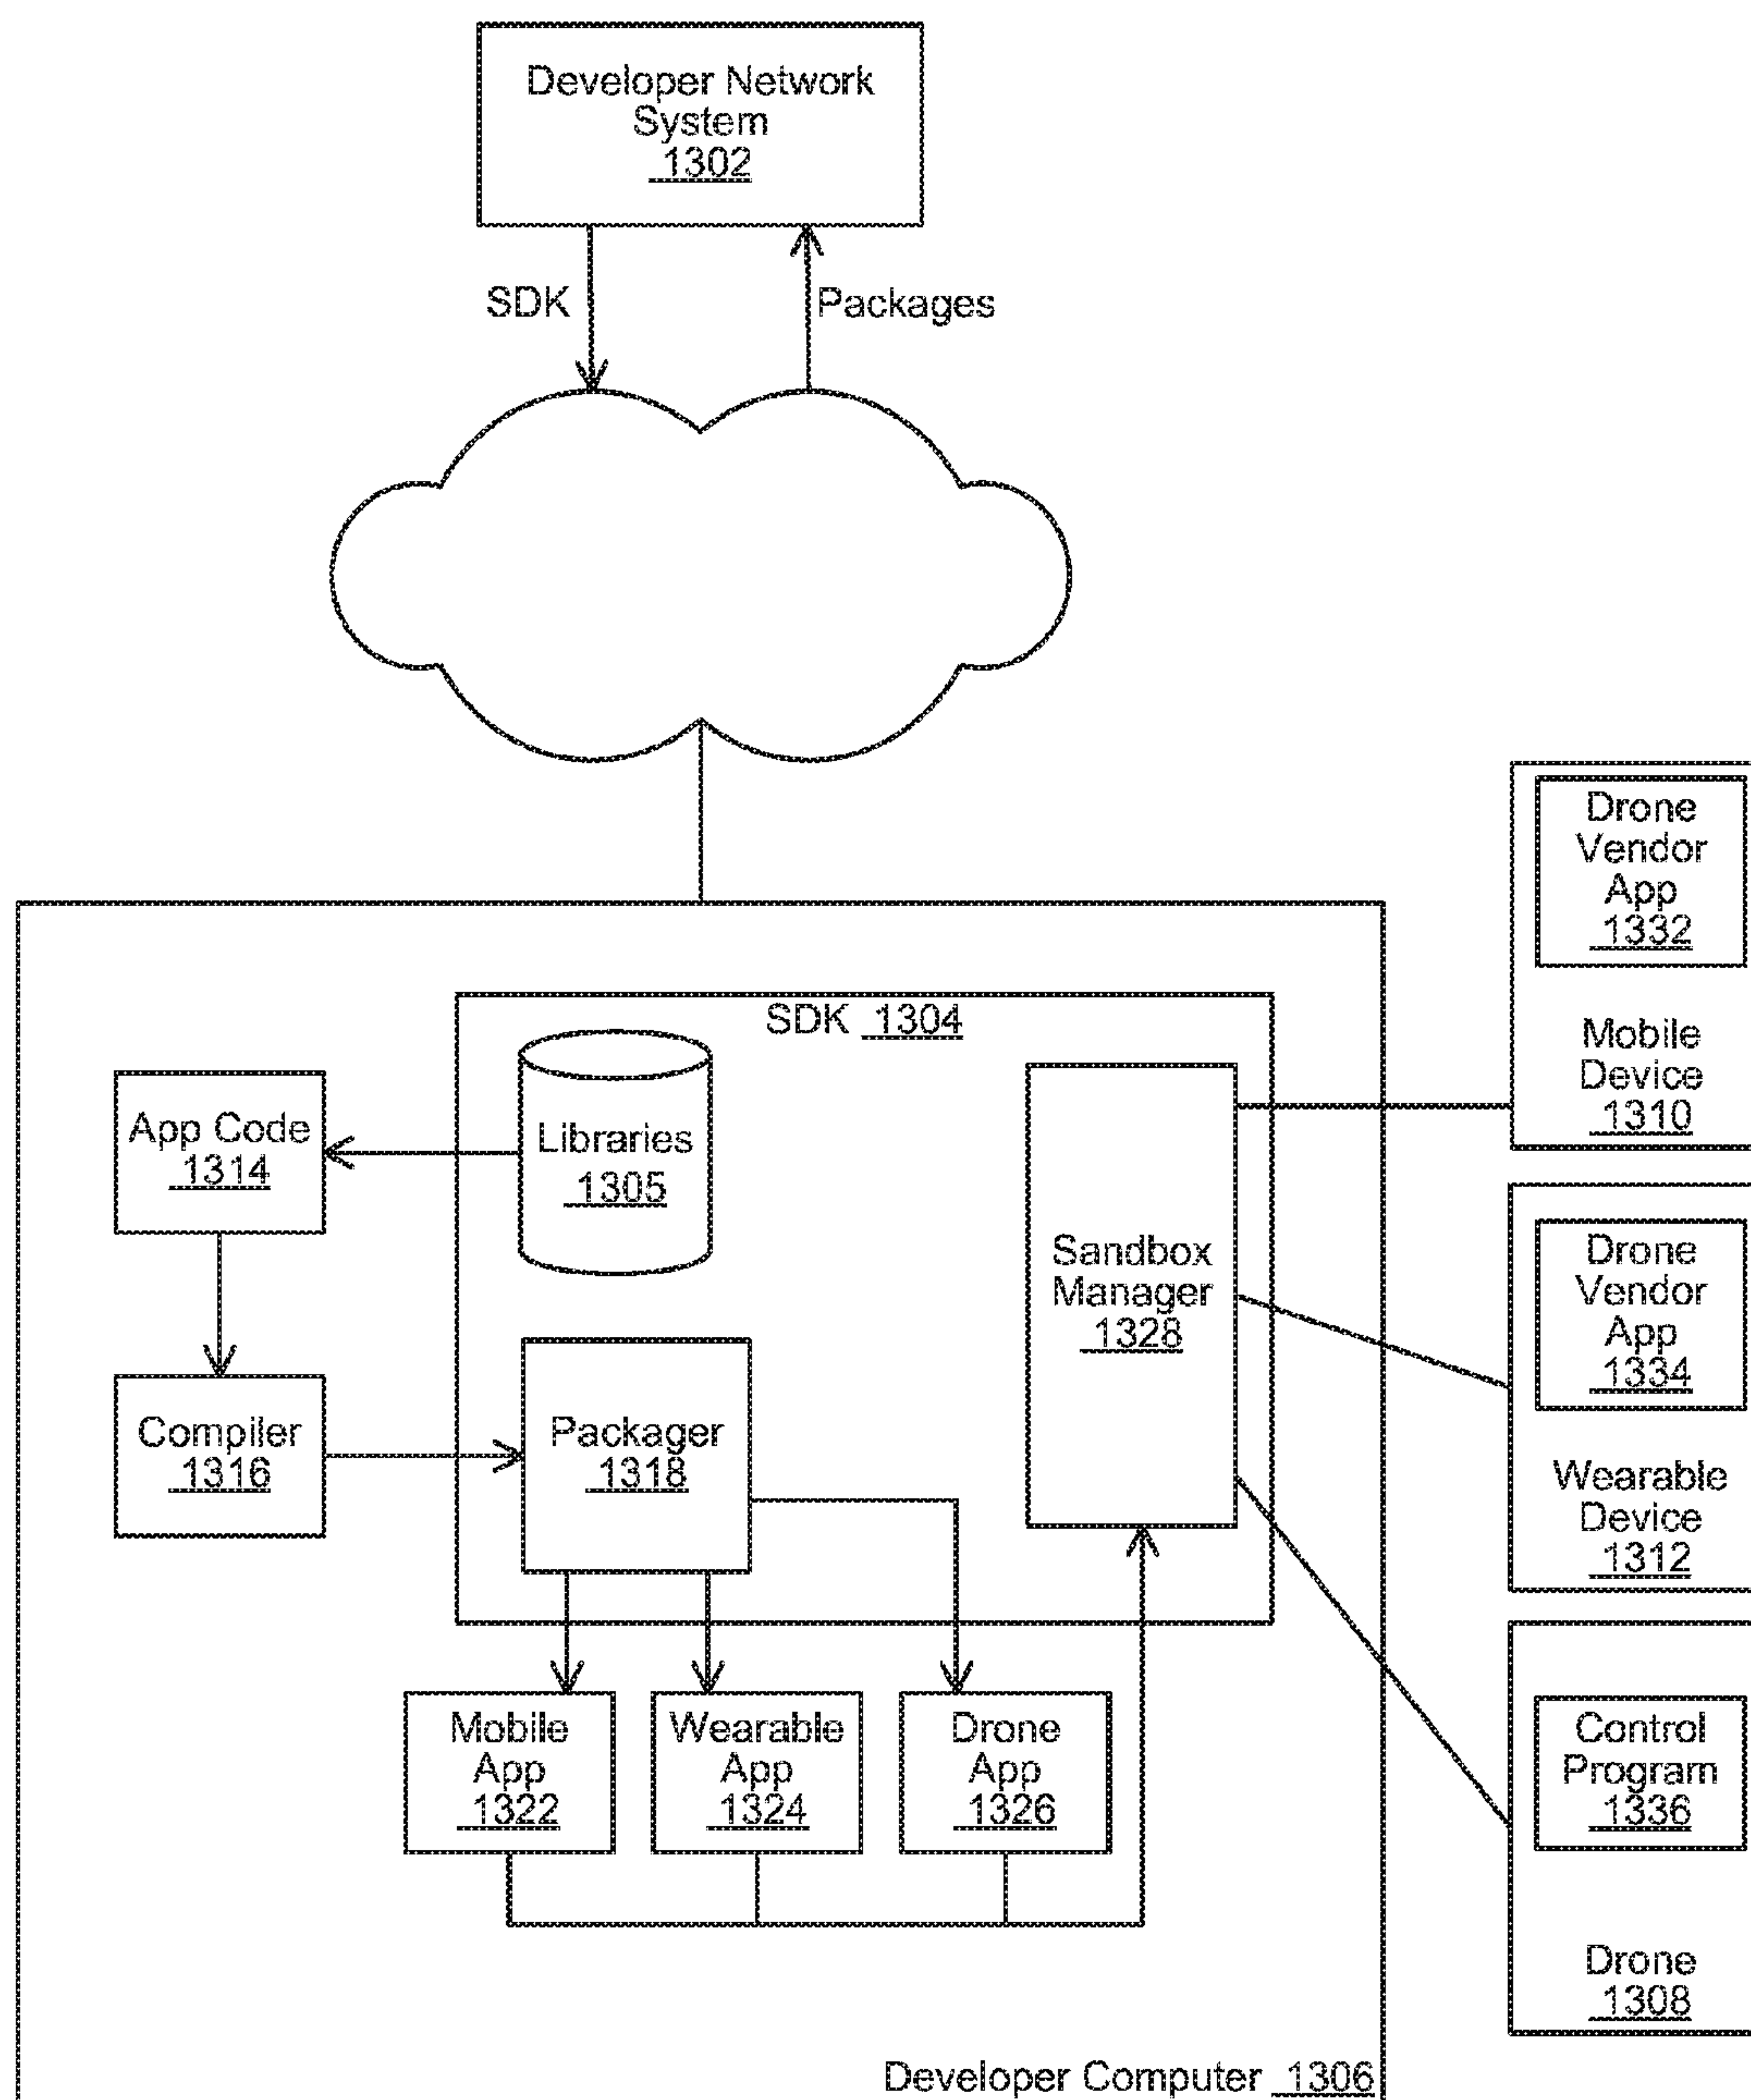 Developer Network
System
1302
SDK
Packages
Drone
Vendor
App
1332
Mobile
Device
1310
SDK 1304
App Code
1314
Libraries
1305
Sandbox
Manager
1328
Drone
Vendor
App
1334
Wearable
Device
1312
Compiler
1316
Packager
1318
Mobile
App
1322
Wearable
App
1324
Drone
App
1326
Control
Program
1336
Drone
1308
Developer Computer 1306